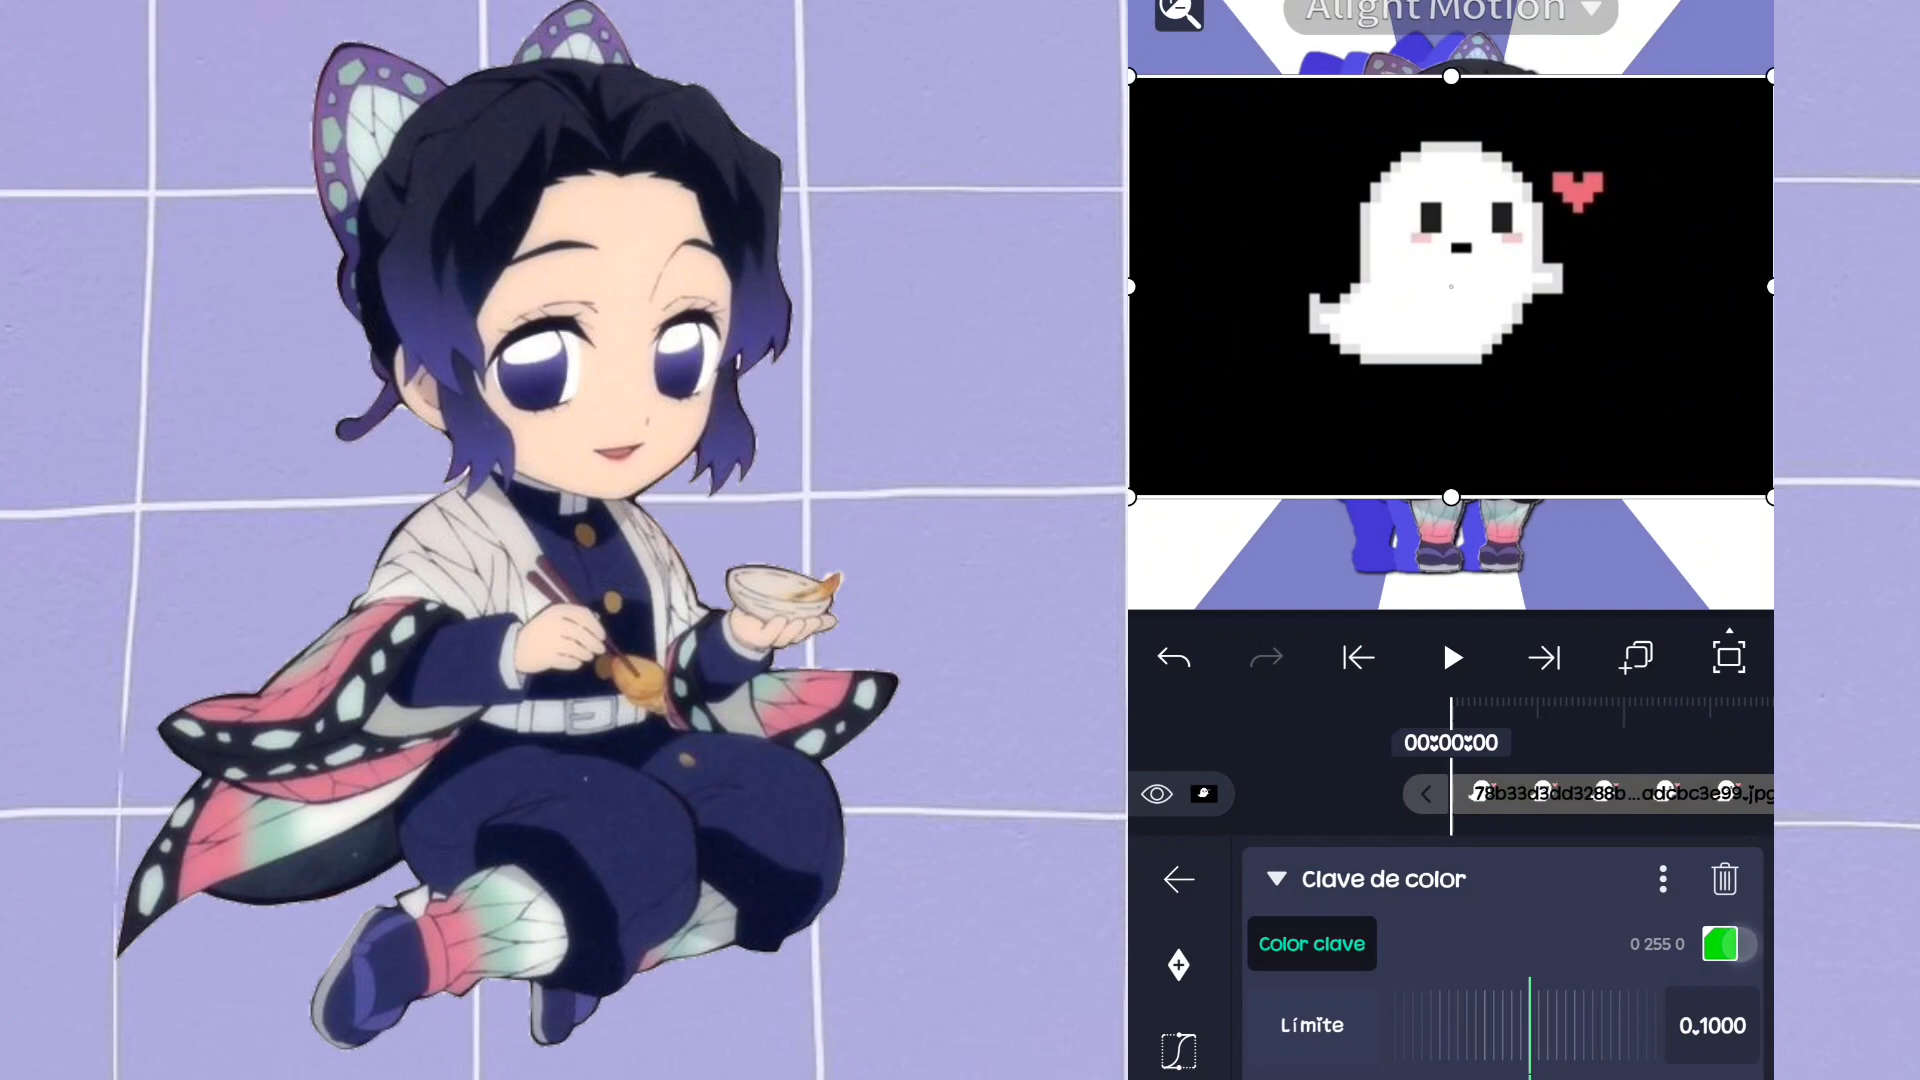 Alight Motion
00:00:00
78b33d3dd3288b...adcbc3e99.jpg
Clave de color
Color clave
0 255 0
Límite
0.1000